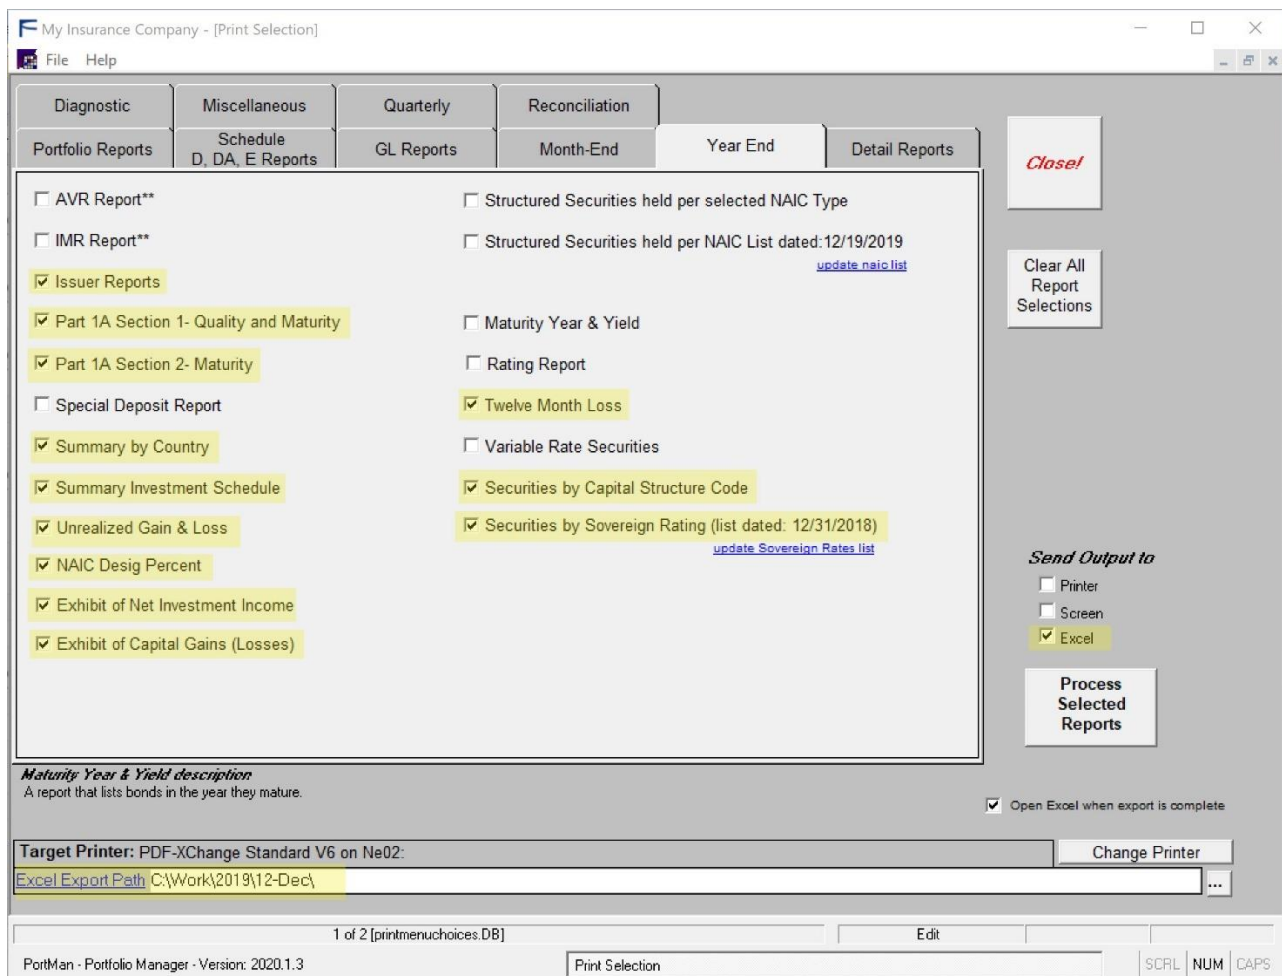 My Insurance Company - [Print Selection]
File Help
Diagnostic Miscellaneous Quarterly Reconciliation
Portfolio Reports Schedule D, DA, E Reports GL Reports Month-End Year End Detail Reports
Close!
AVR Report**
Structured Securities held per selected NAIC Type
IMR Report**
Structured Securities held per NAIC List dated:12/19/2019
update naic list
Clear All
Report
Selections
Issuer Reports
Part 1A Section 1- Quality and Maturity
Maturity Year & Yield
Part 1A Section 2- Maturity
Rating Report
Special Deposit Report
Twelve Month Loss
Summary by Country
Variable Rate Securities
Summary Investment Schedule
Securities by Capital Structure Code
Unrealized Gain & Loss
Securities by Sovereign Rating (list dated: 12/31/2018)
update Sovereign Rates list
NAIC Desig Percent
Exhibit of Net Investment Income
Exhibit of Capital Gains (Losses)
Send Output to
Printer
Screen
Excel
Process
Selected
Reports
Maturity Year & Yield description
A report that lists bonds in the year they mature.
Open Excel when export is complete
Target Printer: PDF-XChange Standard V6 on Ne02:
Change Printer
Excel Export Path C:\Work\2019\12-Dec\
...
1 of 2 [printmenuchoices.DB] Edit
PortMan - Portfolio Manager - Version: 2020.1.3 Print Selection SCRL NUM CAPS